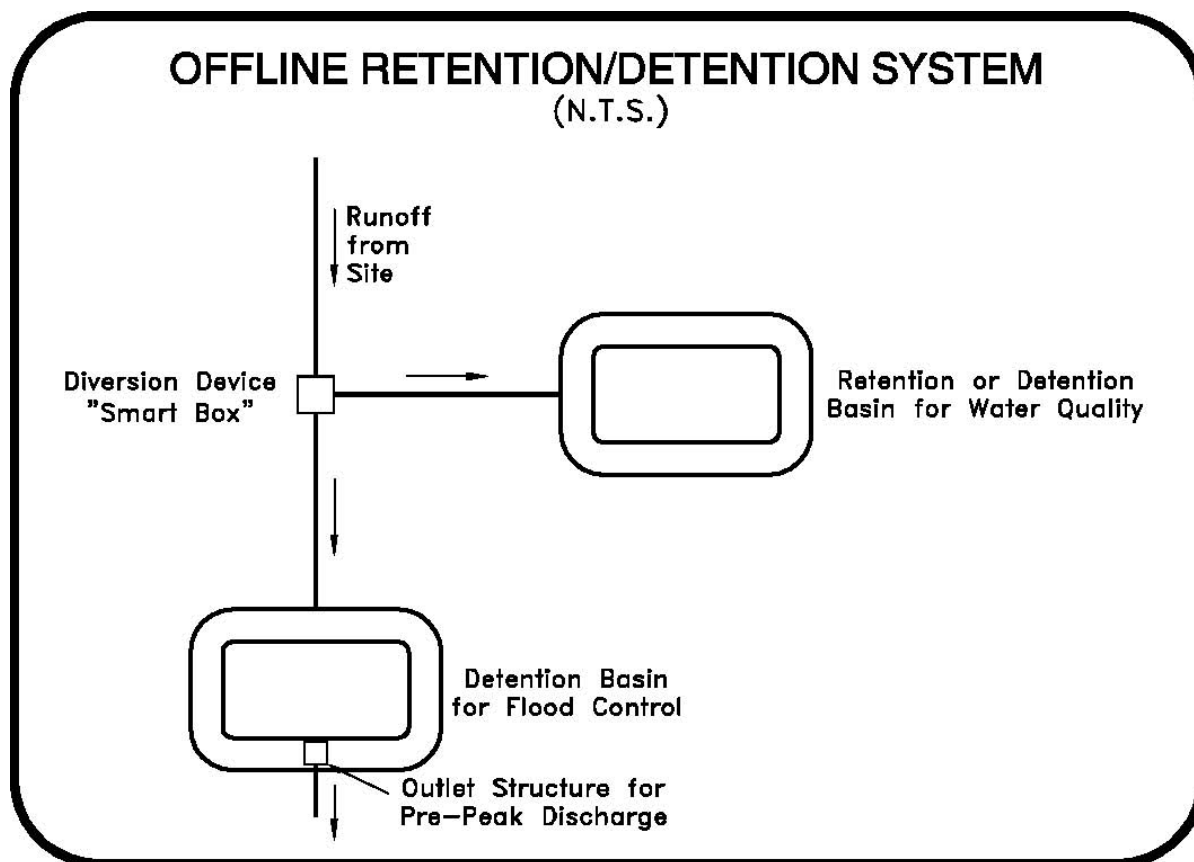 OFFLINE RETENTION/DETENTION SYSTEM
(N.T.S.)
Runoff
from
Site
Diversion Device
"Smart Box"
Retention or Detention
Basin for Water Quality
Detention Basin
for Flood Control
Outlet Structure for
Pre-Peak Discharge